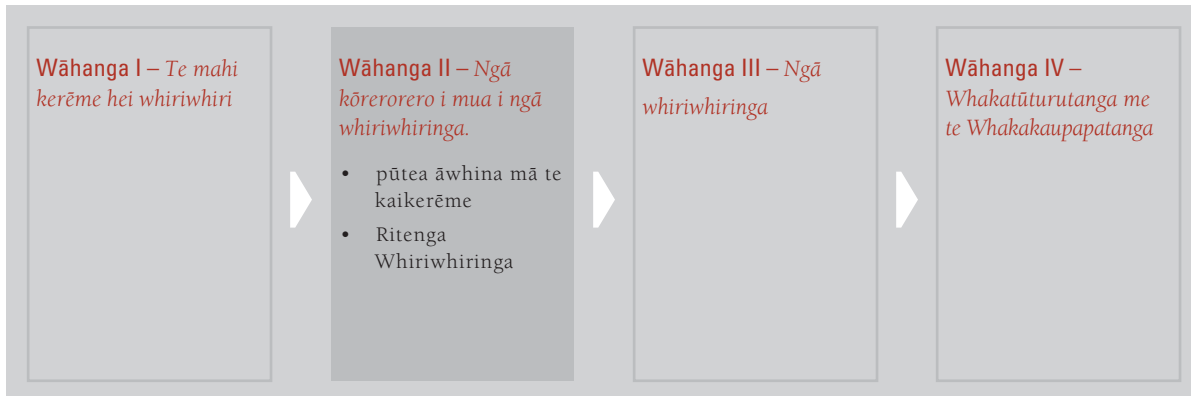 Wāhanga I – Te mahi
kerēme hei whiriwhiri
Wāhanga II – Ngā
kōrerorero i mua i ngā
whiriwhiringa.
• pūtea āwhina mā te
kaikerēme
• Ritenga
Whiriwhiringa
Wāhanga III – Ngā
whiriwhiringa
Wāhanga IV –
Whakatūturutanga me
te Whakakaupapatanga